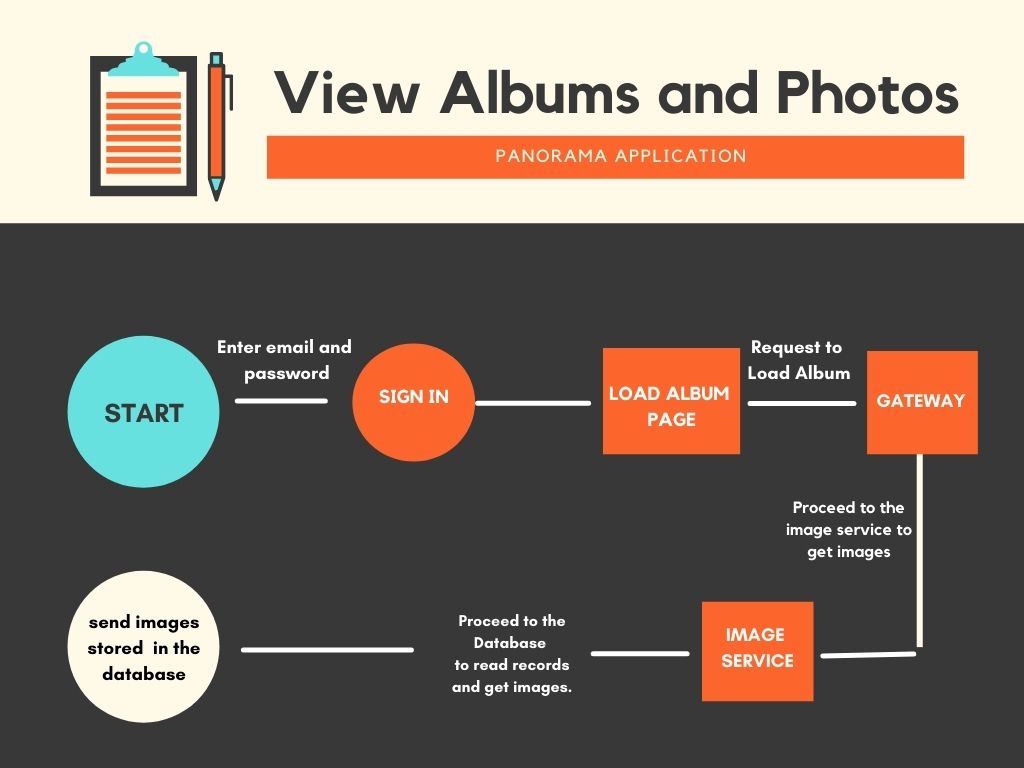 View Albums and Photos
PANORAMA APPLICATION
START
Enter email and
password
SIGN IN
LOAD ALBUM
PAGE
Request to
Load Album
GATEWAY
Proceed to the
image service to
get images
IMAGE
SERVICE
Proceed to the
Database
to read records
and get images.
send images
stored in the
database